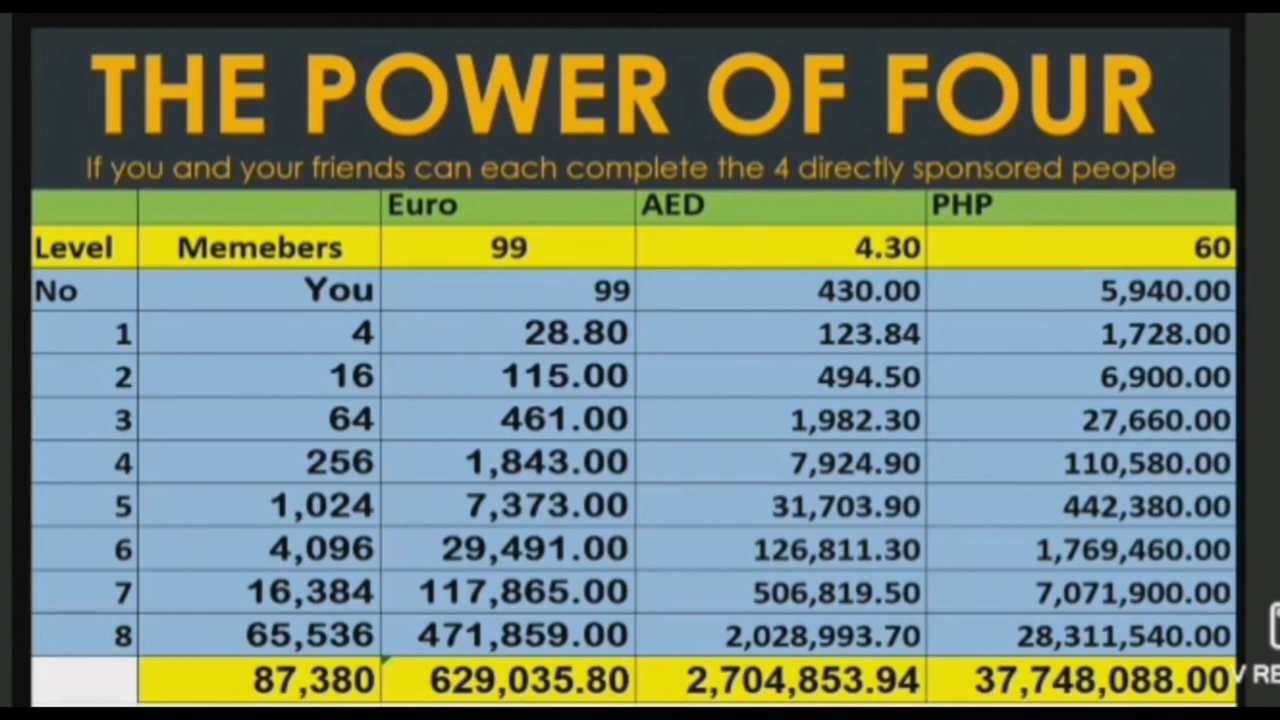 THE POWER OF FOUR
If you and your friends can each complete the 4 directly sponsored people
Euro AED PHP
Level Memebers 99 4.30 60
No You 99 430.00 5,940.00
1 4 28.80 123.84 1,728.00
2 16 115.00 494.50 6,900.00
3 64 461.00 1,982.30 27,660.00
4 256 1,843.00 7,924.90 110,580.00
5 1,024 7,373.00 31,703.90 442,380.00
6 4,096 29,491.00 126,811.30 1,769,460.00
7 16,384 117,865.00 506,819.50 7,071,900.00
8 65,536 471,859.00 2,028,993.70 28,311,540.00
87,380 629,035.80 2,704,853.94 37,748,088.00